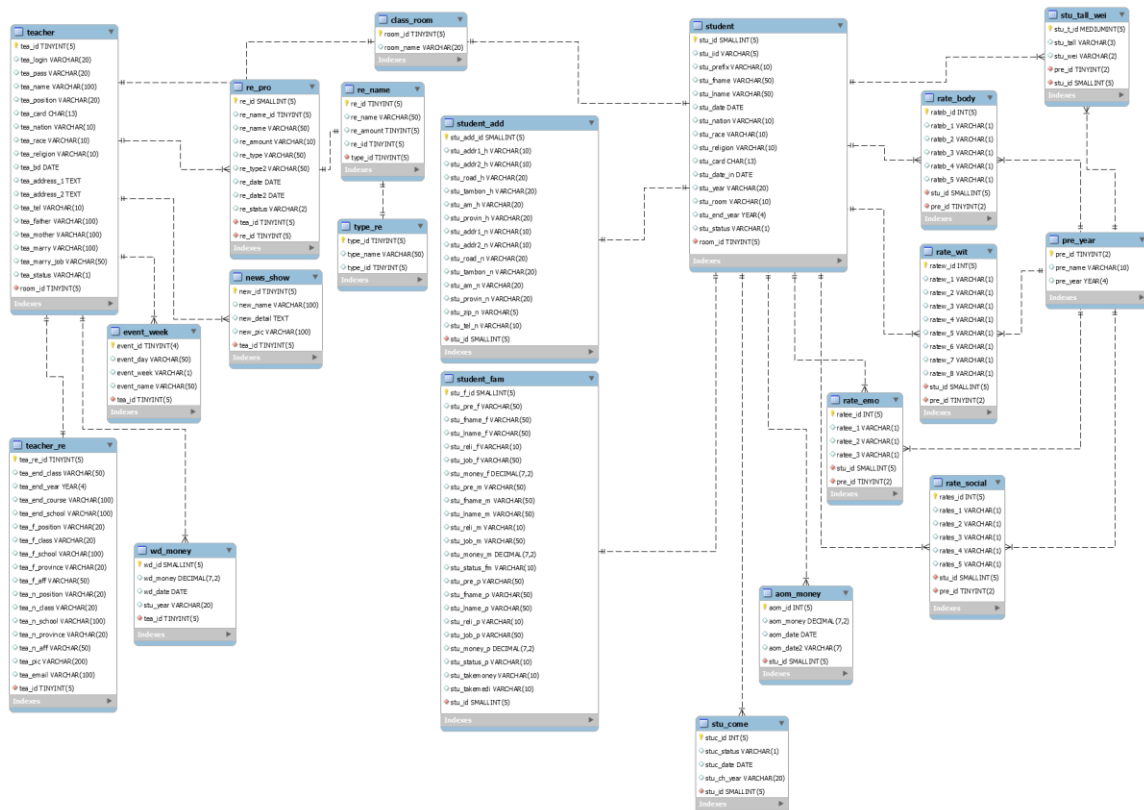 teacher
tea_id TINYINT(5)
tea_login VARCHAR(20)
tea_pass VARCHAR(20)
tea_name VARCHAR(100)
tea_position VARCHAR(20)
tea_card CHAR(13)
tea_nation VARCHAR(10)
tea_race VARCHAR(10)
tea_religion VARCHAR(10)
tea_bd DATE
tea_address_1 TEXT
tea_address_2 TEXT
tea_tel VARCHAR(10)
tea_father VARCHAR(100)
tea_mother VARCHAR(100)
tea_marry VARCHAR(100)
tea_marry_job VARCHAR(50)
tea_status VARCHAR(1)
room_id TINYINT(5)
Indexes
class_room
room_id TINYINT(5)
room_name VARCHAR(20)
Indexes
re_pro
re_id SMALLINT(5)
re_name_id TINYINT(5)
re_name VARCHAR(50)
re_amount VARCHAR(10)
re_type VARCHAR(50)
re_type2 VARCHAR(50)
re_date DATE
re_date2 DATE
re_status VARCHAR(2)
tea_id TINYINT(5)
re_id TINYINT(5)
Indexes
re_name
re_id TINYINT(5)
re_name VARCHAR(50)
re_amount TINYINT(5)
re_id TINYINT(5)
type_id TINYINT(5)
Indexes
type_re
type_id TINYINT(5)
type_name VARCHAR(50)
type_id TINYINT(5)
Indexes
news_show
new_id TINYINT(5)
new_name VARCHAR(100)
new_detail TEXT
new_pic VARCHAR(100)
tea_id TINYINT(5)
Indexes
event_week
event_id TINYINT(4)
event_day VARCHAR(50)
event_week VARCHAR(1)
event_name VARCHAR(50)
tea_id TINYINT(5)
Indexes
teacher_re
tea_re_id TINYINT(5)
tea_end_class VARCHAR(50)
tea_end_year YEAR(4)
tea_end_course VARCHAR(100)
tea_end_school VARCHAR(100)
tea_f_position VARCHAR(20)
tea_f_class VARCHAR(20)
tea_f_school VARCHAR(100)
tea_f_province VARCHAR(20)
tea_f_aff VARCHAR(50)
tea_n_position VARCHAR(20)
tea_n_class VARCHAR(20)
tea_n_school VARCHAR(100)
tea_n_province VARCHAR(20)
tea_n_aff VARCHAR(50)
tea_pic VARCHAR(200)
tea_email VARCHAR(100)
tea_id TINYINT(5)
Indexes
wd_money
wd_id SMALLINT(5)
wd_money DECIMAL(7,2)
wd_date DATE
stu_year VARCHAR(20)
tea_id TINYINT(5)
Indexes
student_add
stu_add_id SMALLINT(5)
stu_addr1_h VARCHAR(10)
stu_addr2_h VARCHAR(10)
stu_road_h VARCHAR(20)
stu_tambon_h VARCHAR(20)
stu_am_h VARCHAR(20)
stu_provin_h VARCHAR(20)
stu_addr1_n VARCHAR(10)
stu_addr2_n VARCHAR(10)
stu_road_n VARCHAR(20)
stu_tambon_n VARCHAR(20)
stu_am_n VARCHAR(20)
stu_provin_n VARCHAR(20)
stu_zip_n VARCHAR(5)
stu_tel_n VARCHAR(10)
stu_id SMALLINT(5)
Indexes
student_fam
stu_f_id SMALLINT(5)
stu_pre_f VARCHAR(50)
stu_fname_f VARCHAR(50)
stu_lname_f VARCHAR(50)
stu_reli_f VARCHAR(10)
stu_job_f VARCHAR(50)
stu_money_f DECIMAL(7,2)
stu_pre_m VARCHAR(50)
stu_fname_m VARCHAR(50)
stu_lname_m VARCHAR(50)
stu_reli_m VARCHAR(10)
stu_job_m VARCHAR(50)
stu_money_m DECIMAL(7,2)
stu_status_fm VARCHAR(10)
stu_pre_p VARCHAR(50)
stu_fname_p VARCHAR(50)
stu_lname_p VARCHAR(50)
stu_reli_p VARCHAR(10)
stu_job_p VARCHAR(50)
stu_money_p DECIMAL(7,2)
stu_status_p VARCHAR(10)
stu_takemoney VARCHAR(10)
stu_takemedi VARCHAR(10)
stu_id SMALLINT(5)
Indexes
student
stu_id SMALLINT(5)
stu_iid VARCHAR(5)
stu_prefix VARCHAR(10)
stu_fname VARCHAR(50)
stu_lname VARCHAR(50)
stu_date DATE
stu_nation VARCHAR(10)
stu_race VARCHAR(10)
stu_religion VARCHAR(10)
stu_card CHAR(13)
stu_date_in DATE
stu_year VARCHAR(20)
stu_room VARCHAR(10)
stu_end_year YEAR(4)
stu_status VARCHAR(1)
room_id TINYINT(5)
Indexes
stu_tall_wei
stu_t_id MEDIUMINT(5)
stu_tall VARCHAR(3)
stu_wei VARCHAR(2)
pre_id TINYINT(2)
stu_id SMALLINT(5)
Indexes
rate_body
rateb_id INT(5)
rateb_1 VARCHAR(1)
rateb_2 VARCHAR(1)
rateb_3 VARCHAR(1)
rateb_4 VARCHAR(1)
rateb_5 VARCHAR(1)
stu_id SMALLINT(5)
pre_id TINYINT(2)
Indexes
pre_year
pre_id TINYINT(2)
pre_name VARCHAR(10)
pre_year YEAR(4)
Indexes
rate_wit
ratew_id INT(5)
ratew_1 VARCHAR(1)
ratew_2 VARCHAR(1)
ratew_3 VARCHAR(1)
ratew_4 VARCHAR(1)
ratew_5 VARCHAR(1)
ratew_6 VARCHAR(1)
ratew_7 VARCHAR(1)
ratew_8 VARCHAR(1)
stu_id SMALLINT(5)
pre_id TINYINT(2)
Indexes
rate_emo
ratee_id INT(5)
ratee_1 VARCHAR(1)
ratee_2 VARCHAR(1)
ratee_3 VARCHAR(1)
stu_id SMALLINT(5)
pre_id TINYINT(2)
Indexes
rate_social
rates_id INT(5)
rates_1 VARCHAR(1)
rates_2 VARCHAR(1)
rates_3 VARCHAR(1)
rates_4 VARCHAR(1)
rates_5 VARCHAR(1)
stu_id SMALLINT(5)
pre_id TINYINT(2)
Indexes
aom_money
aom_id INT(5)
aom_money DECIMAL(7,2)
aom_date DATE
aom_date2 VARCHAR(7)
stu_id SMALLINT(5)
Indexes
stu_come
stuc_id INT(5)
stuc_status VARCHAR(1)
stuc_date DATE
stu_ch_year VARCHAR(20)
stu_id SMALLINT(5)
Indexes